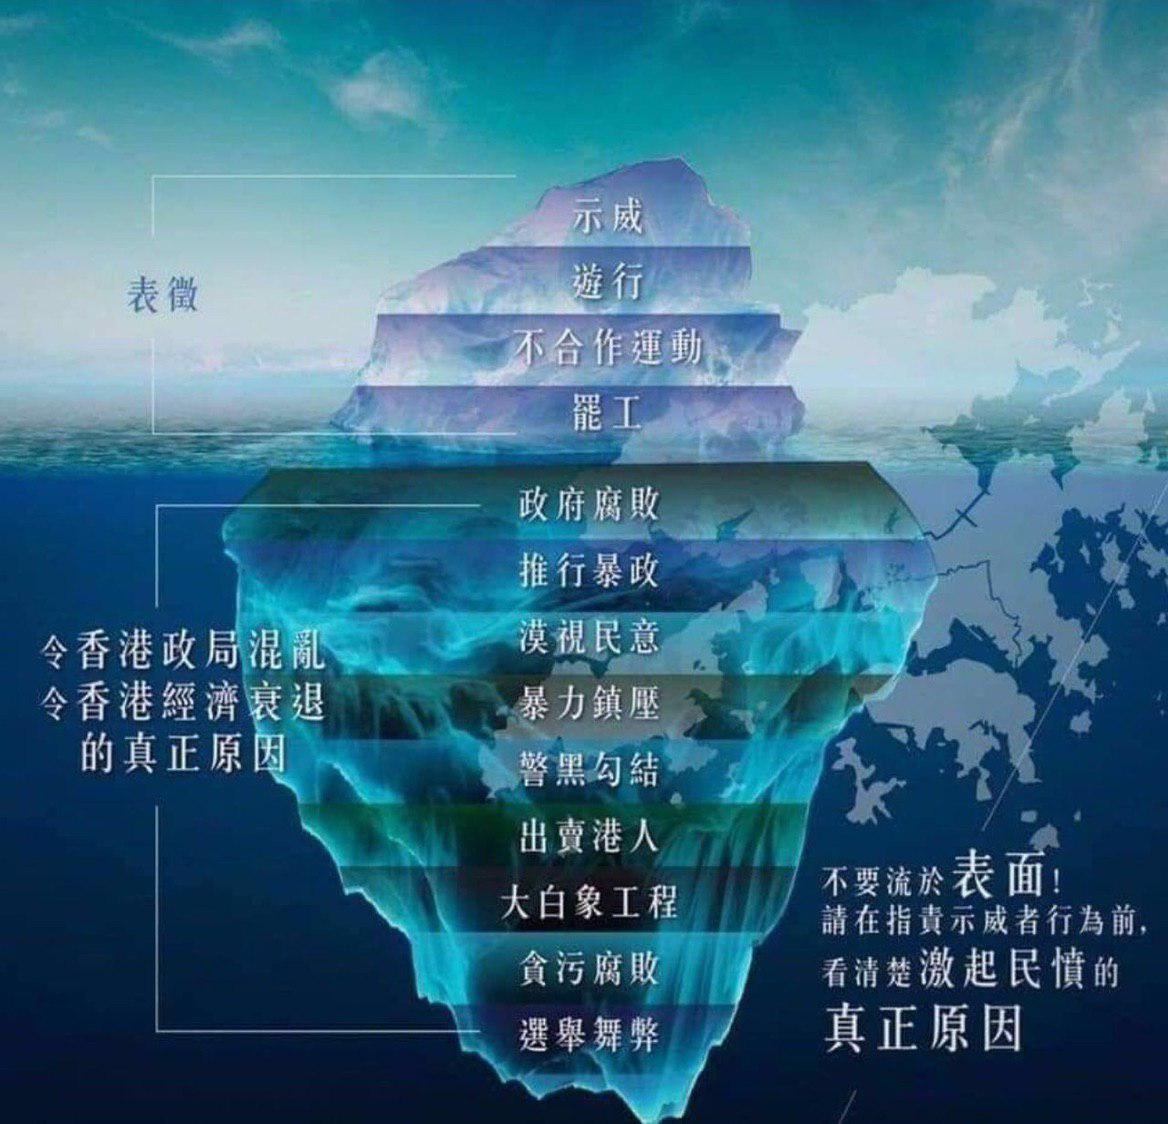 示威
遊行
表徵
不合作運動
罷工
政府腐敗
推行暴政
漠視民意
令香港政局混亂
令香港經濟衰退
的真正原因
暴力鎮壓
警黑勾結
出賣港人
大白象工程
貪污腐敗
選舉舞弊
不要流於表面!
請在指責示威者行為前,
看清楚激起民憤的
真正原因